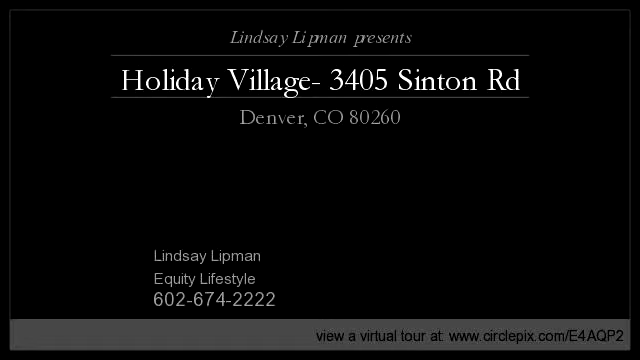 Lindsay Lipman presents
Holiday Village- 3405 Sinton Rd
Denver, CO 80260
Lindsay Lipman
Equity Lifestyle
602-674-2222
view a virtual tour at: www.circlepix.com/E4AQP2